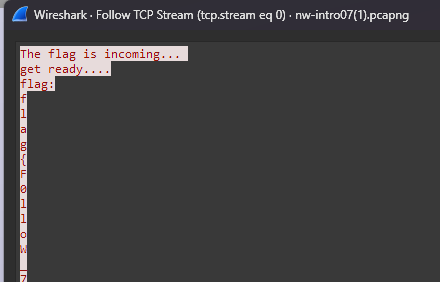 Wireshark · Follow TCP Stream (tcp.stream eq 0) · nw-intro07(1).pcapng
The flag is incoming...
get ready....
flag:
f
l
a
g
{
F
0
l
l
o
W
_
7